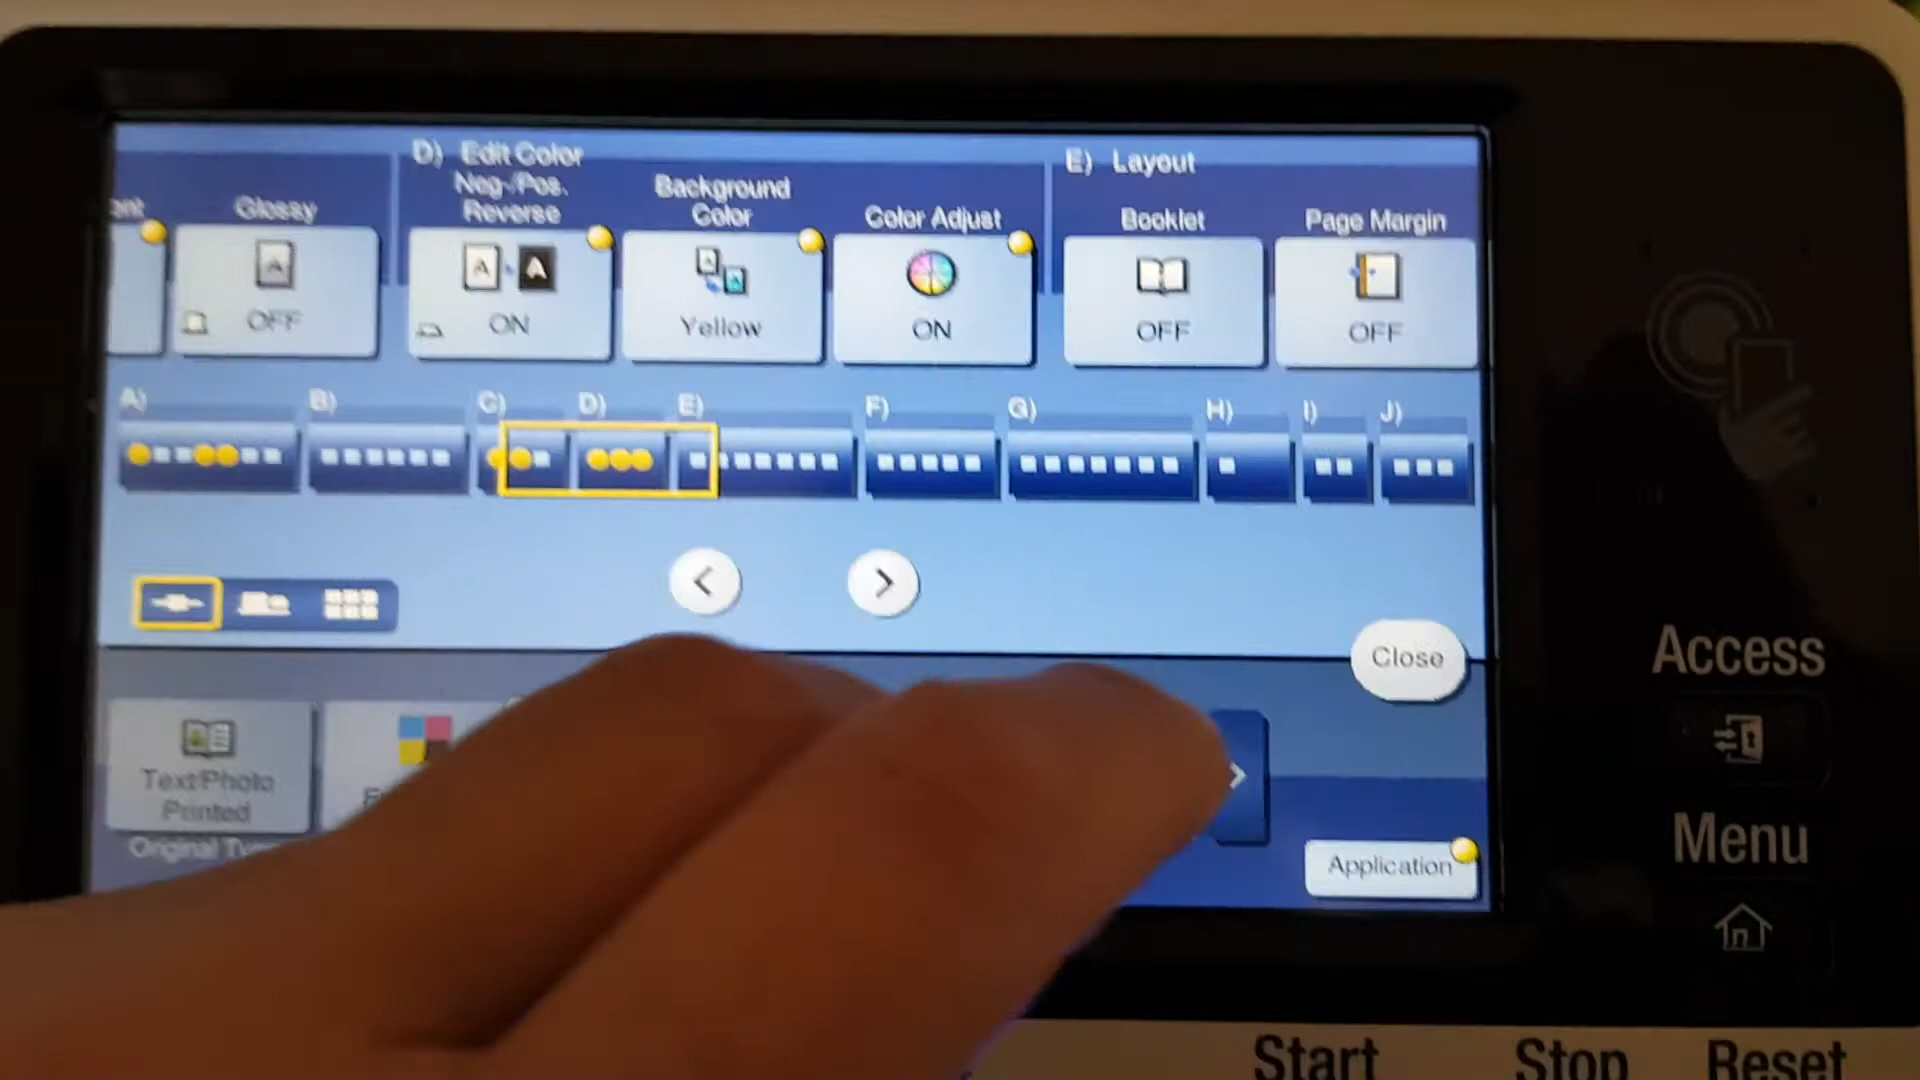 D) Edit Color
E) Layout
Glossy
Neg-/Pos.
Reverse
Background
Color
Color Adjust
Booklet
Page Margin
OFF
ON
Yellow
ON
OFF
OFF
A)
B)
C)
D)
E)
F)
G)
H)
I)
J)
Close
Text/Photo
Printed
Original
Application
Access
Menu
Start
Stop
Reset